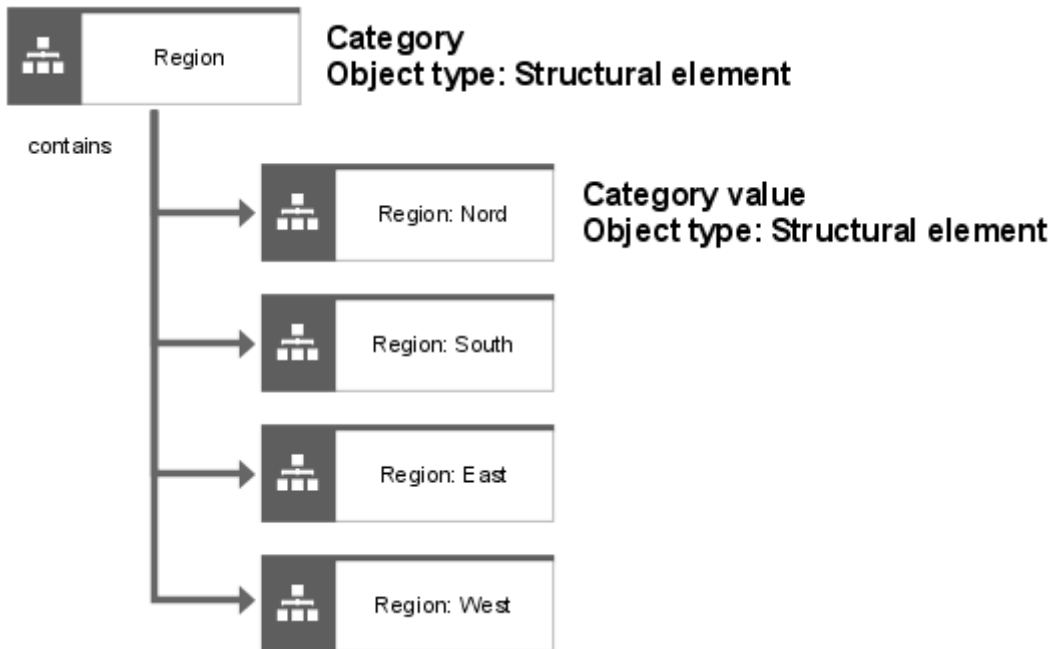 Region
Category
Object type: Structural element
contains
Region: Nord
Category value
Object type: Structural element
Region: South
Region: East
Region: West